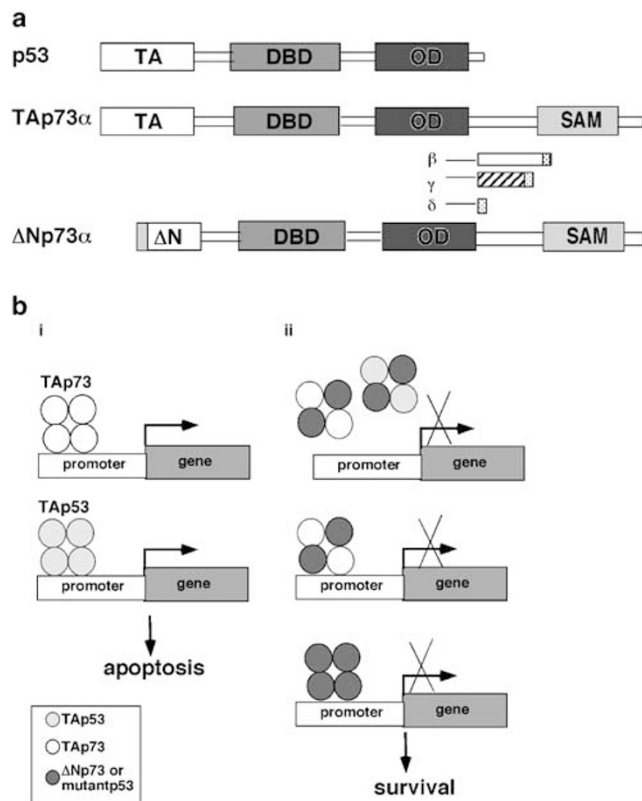 a
p53 TA DBD OD
TAp73α TA DBD OD SAM
β
γ
δ
ΔNp73α ΔN DBD OD SAM
b
i ii
TAp73
promoter gene promoter gene
TAp53
promoter gene promoter gene
apoptosis
promoter gene
TAp53
TAp73
ΔNp73 or
mutantp53
survival